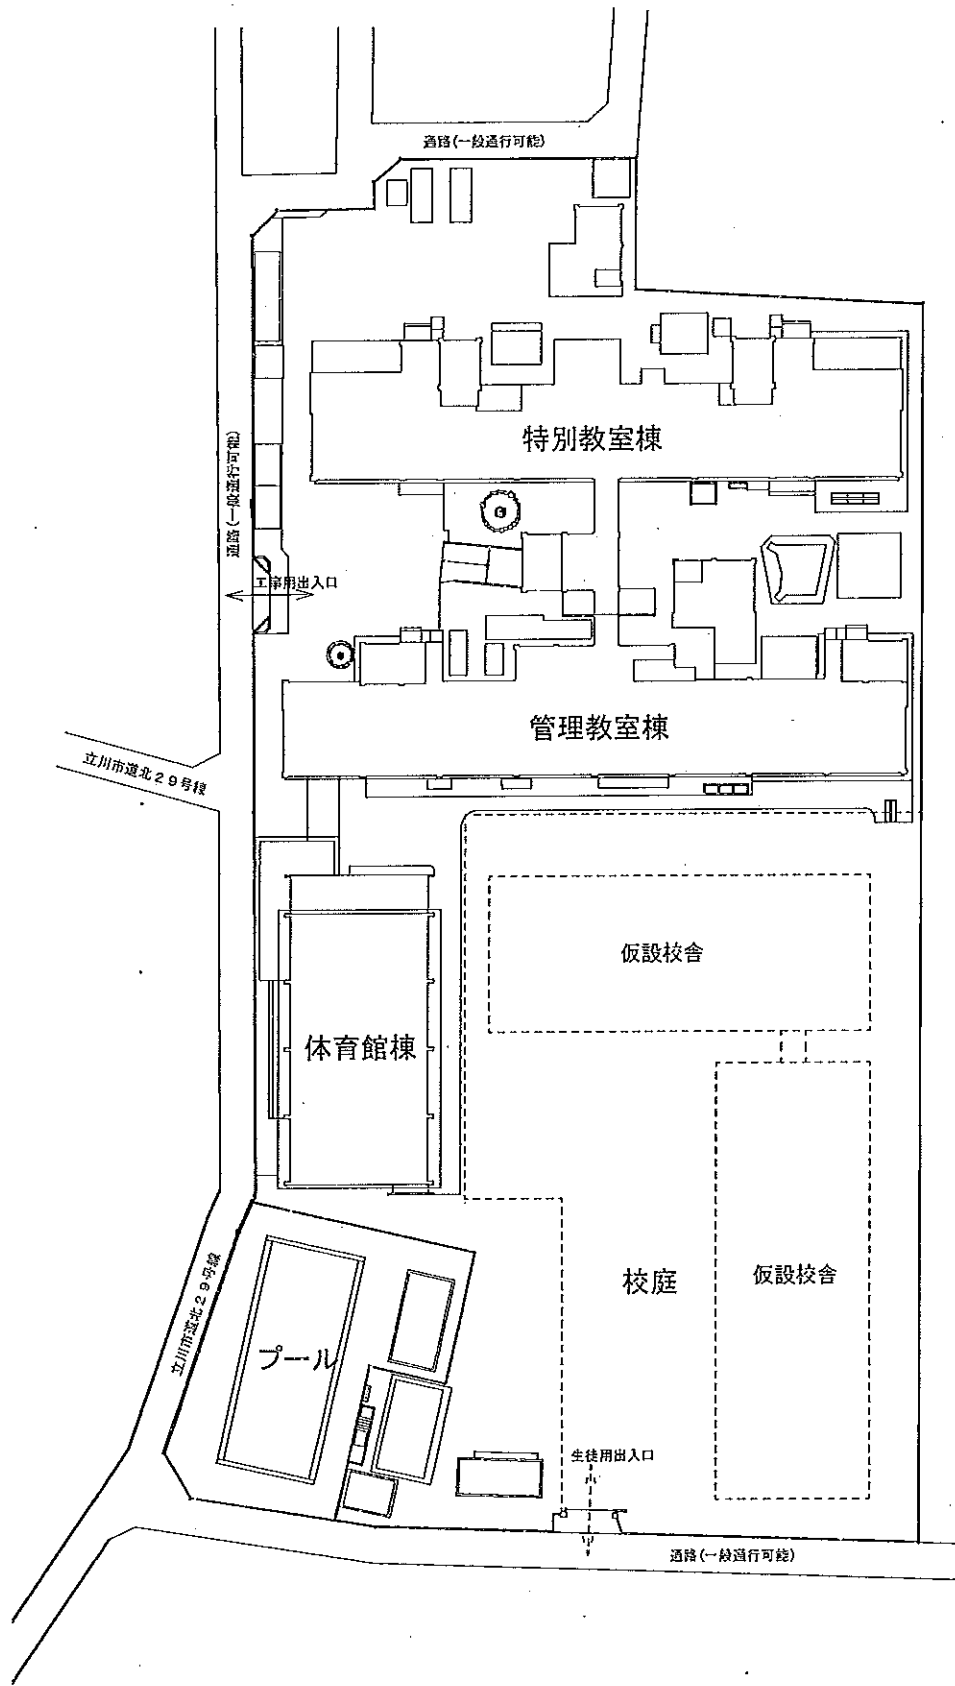 通路(一般通行可能)
特別教室棟
通路(一般通行可能)
工事用出入口
管理教室棟
立川市道北29号線
仮設校舎
体育館棟
校庭
仮設校舎
立川市道北29号線
プール
生徒用出入口
通路(一般通行可能)